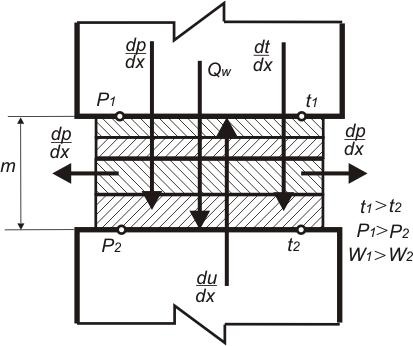 dp/dx Qw dt/dx
P1 t1
dp/dx dp/dx
m
t1>t2
P1>P2
W1>W2
P2 t2
du/dx